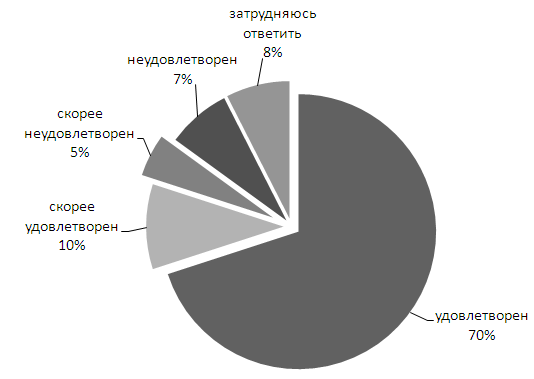 затрудняюсь
ответить
8%
неудовлетворен
7%
скорее
неудовлетворен
5%
скорее
удовлетворен
10%
удовлетворен
70%